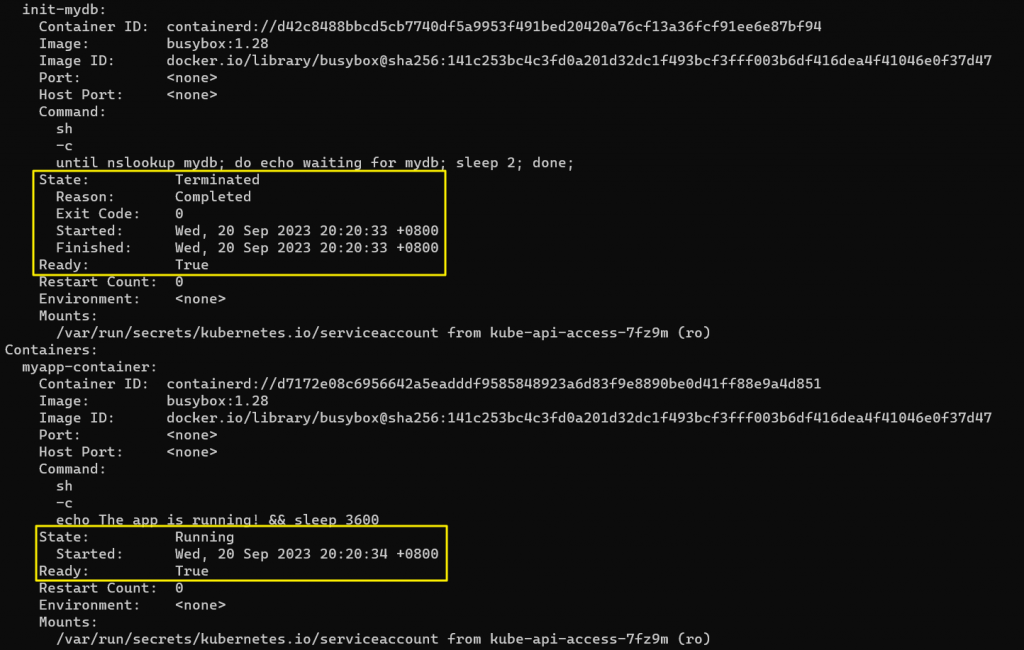 init-mydb:
Container ID:  containerd://d42c8488bbcd5cb7740df5a9953f491bed20420a76cf13a36fcf91ee6e87bf94
Image:         busybox:1.28
Image ID:      docker.io/library/busybox@sha256:141c253bc4c3fd0a201d32dc1f493bcf3fff003b6df416dea4f41046e0f37d47
Port:          <none>
Host Port:     <none>
Command:
sh
-c
until nslookup mydb; do echo waiting for mydb; sleep 2; done;
State:          Terminated
Reason:       Completed
Exit Code:    0
Started:      Wed, 20 Sep 2023 20:20:33 +0800
Finished:     Wed, 20 Sep 2023 20:20:33 +0800
Ready:          True
Restart Count:  0
Environment:    <none>
Mounts:
/var/run/secrets/kubernetes.io/serviceaccount from kube-api-access-7fz9m (ro)
Containers:
myapp-container:
Container ID:  containerd://d7172e08c6956642a5eadddf9585848923a6d83f9e8890be0d41ff88e9a4d851
Image:         busybox:1.28
Image ID:      docker.io/library/busybox@sha256:141c253bc4c3fd0a201d32dc1f493bcf3fff003b6df416dea4f41046e0f37d47
Port:          <none>
Host Port:     <none>
Command:
sh
-c
echo The app is running! && sleep 3600
State:          Running
Started:      Wed, 20 Sep 2023 20:20:34 +0800
Ready:          True
Restart Count:  0
Environment:    <none>
Mounts:
/var/run/secrets/kubernetes.io/serviceaccount from kube-api-access-7fz9m (ro)